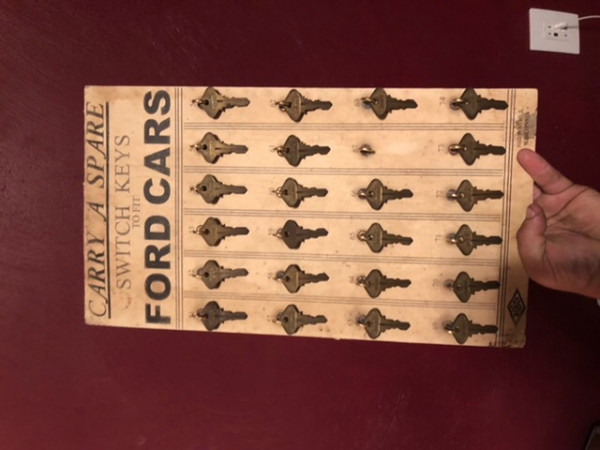 CARRY A SPARE
SWITCH KEYS
TO FIT
FORD CARS